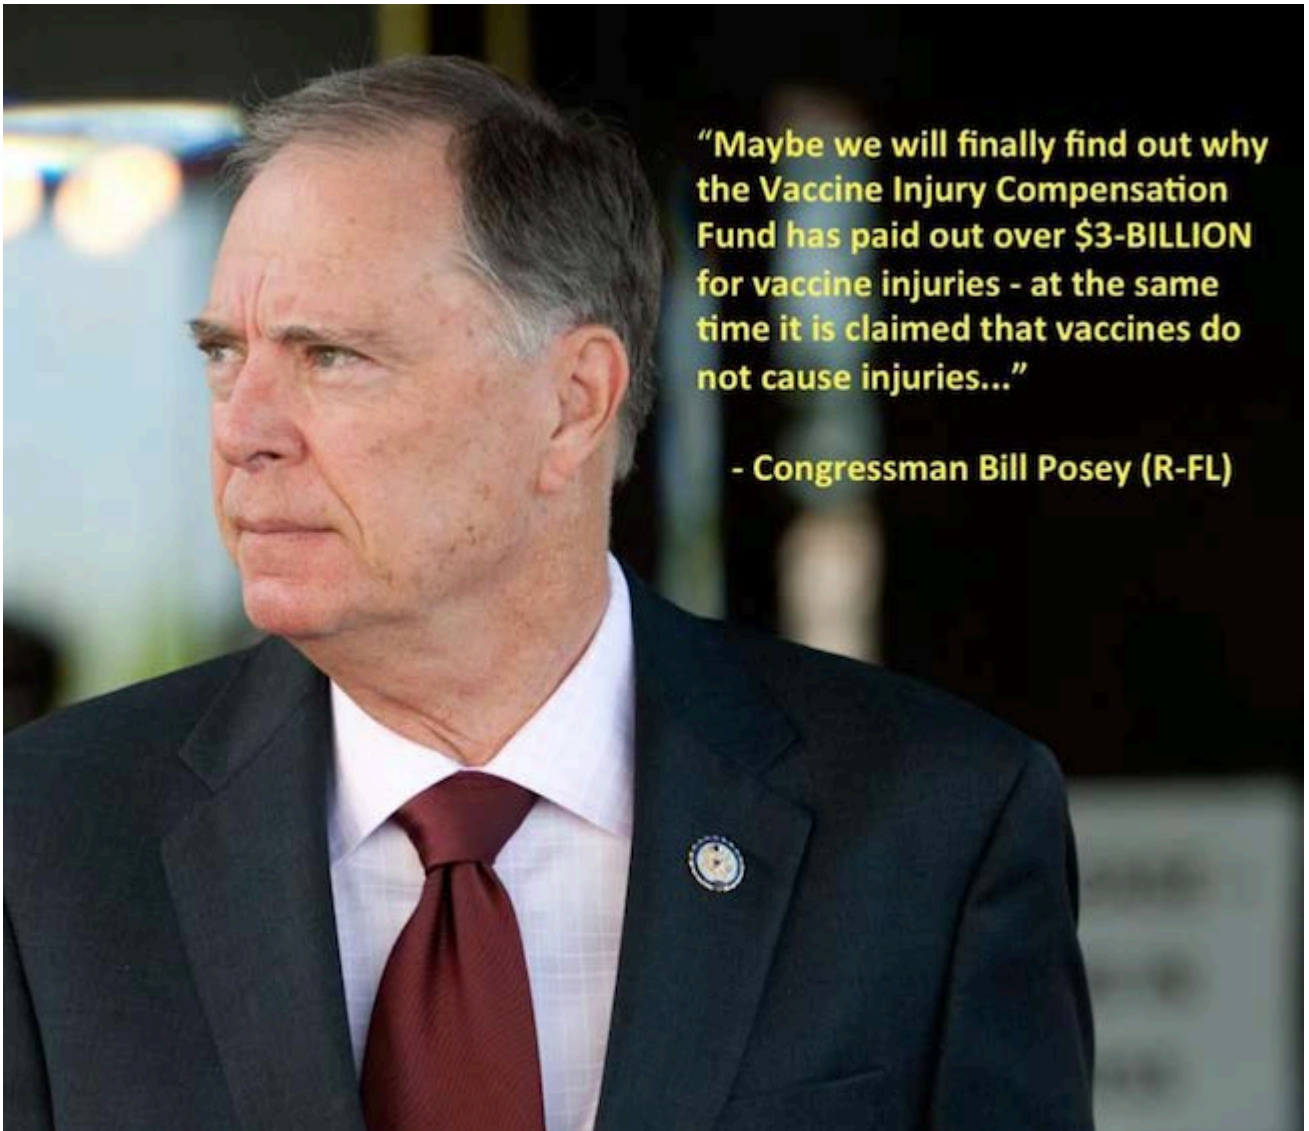 “Maybe we will finally find out why
the Vaccine Injury Compensation
Fund has paid out over $3-BILLION
for vaccine injuries - at the same
time it is claimed that vaccines do
not cause injuries...”
- Congressman Bill Posey (R-FL)